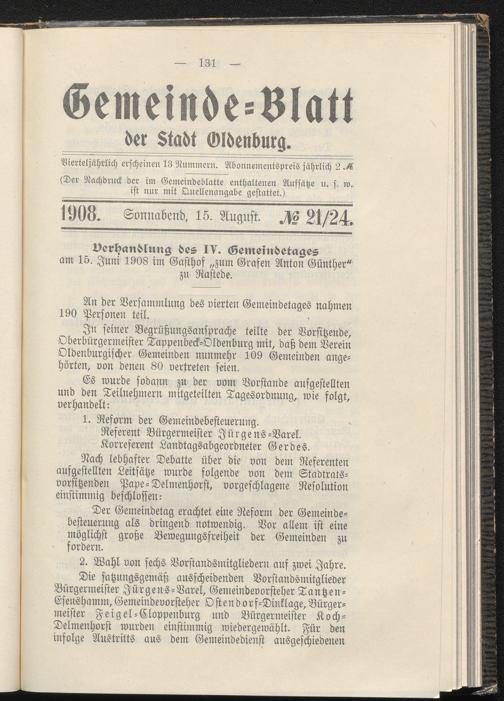 — 131 —
Gemeinde=Blatt
der Stadt Oldenburg.
Vierteljährlich erscheinen 13 Nummern. Abonnementspreis jährlich 2 ℳ
(Der Nachdruck der im Gemeindeblatte enthaltenen Aufsätze u. s. w.
ist nur mit Quellenangabe gestattet.)
1908. Sonnabend, 15. August. № 21/24.
Verhandlung des IV. Gemeindetages
am 15. Juni 1908 im Gasthof „zum Grafen Anton Günther“
zu Rastede.
An der Versammlung des vierten Gemeindetages nahmen
190 Personen teil.
In seiner Begrüßungsansprache teilte der Vorsitzende,
Oberbürgermeister Tappenbeck=Oldenburg mit, daß dem Verein
Oldenburgischer Gemeinden nunmehr 109 Gemeinden ange=
hörten, von denen 80 vertreten seien.
Es wurde sodann zu der vom Vorstande aufgestellten
und den Teilnehmern mitgeteilten Tagesordnung, wie folgt,
verhandelt:
1. Reform der Gemeindebesteuerung.
Referent Bürgermeister Jürgens=Varel.
Korreferent Landtagsabgeordneter Gerdes.
Nach lebhafter Debatte über die von dem Referenten
aufgestellten Leitsätze wurde folgende von dem Stadtrats=
vorsitzenden Pape=Delmenhorst, vorgeschlagene Resolution
einstimmig beschlossen:
Der Gemeindetag erachtet eine Reform der Gemeinde=
besteuerung als dringend notwendig. Vor allem ist eine
möglichst große Bewegungsfreiheit der Gemeinden zu
fordern.
2. Wahl von sechs Vorstandsmitgliedern auf zwei Jahre.
Die satzungsgemäß ausscheidenden Vorstandsmitglieder
Bürgermeister Jürgens=Varel, Gemeindevorsteher Tantzen=
Esenshamm, Gemeindevorsteher Ostendorf=Dinklage, Bürger=
meister Feigel=Cloppenburg und Bürgermeister Koch=
Delmenhorst wurden einstimmig wiedergewählt. Für den
infolge Austritts aus dem Gemeindedienst ausgeschiedenen